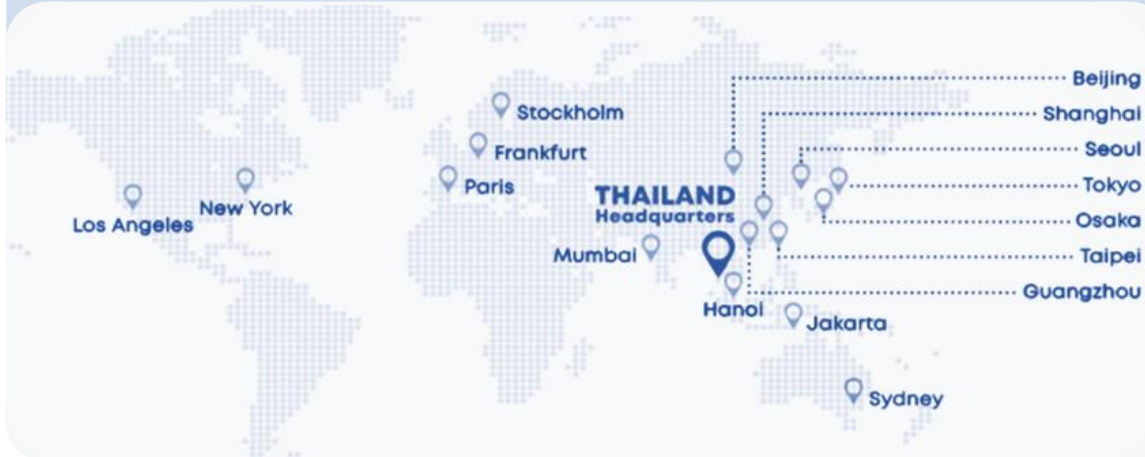 Beijing
Shanghai
Stockholm
Seoul
Frankfurt
Paris
Tokyo
THAILAND
Headquarters
New York
Los Angeles
Osaka
Mumbai
Taipei
Guangzhou
Hanoi
Jakarta
Sydney